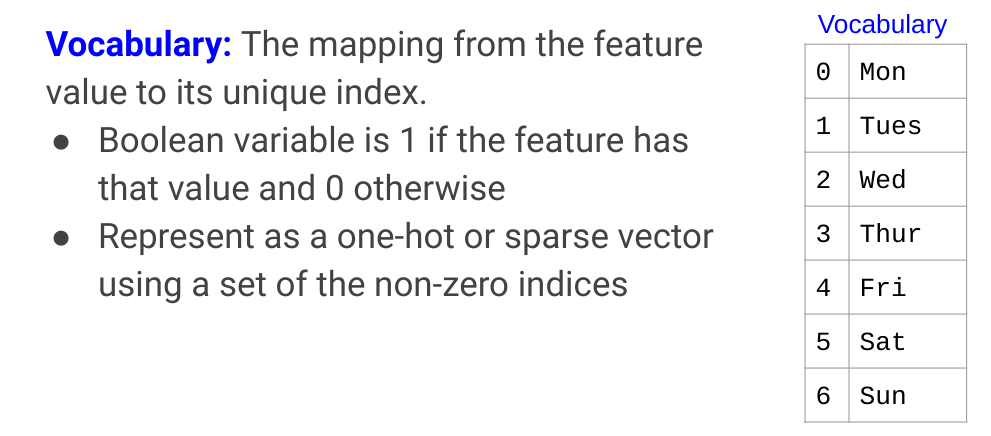 Vocabulary: The mapping from the feature
value to its unique index.
● Boolean variable is 1 if the feature has
that value and 0 otherwise
● Represent as a one-hot or sparse vector
using a set of the non-zero indices
Vocabulary
0 Mon
1 Tues
2 Wed
3 Thur
4 Fri
5 Sat
6 Sun